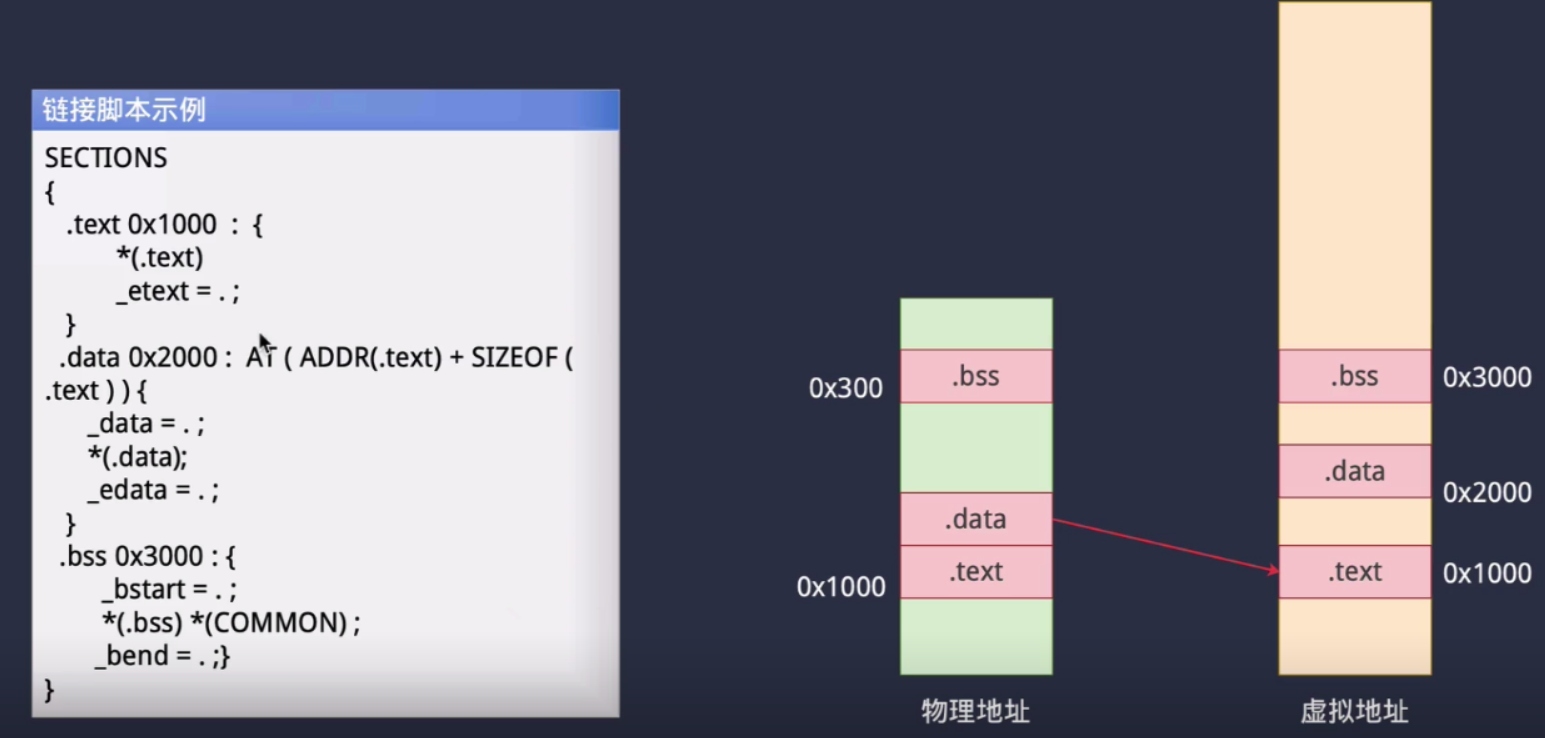 链接脚本示例
SECTIONS
{
.text 0x1000 : {
*(.text)
_etext = . ;
}
.data 0x2000 : AT ( ADDR(.text) + SIZEOF (
.text ) ) {
_data = . ;
*(.data);
_edata = . ;
}
.bss 0x3000 : {
_bstart = . ;
*(.bss) *(COMMON) ;
_bend = . ;}
}
0x300
.bss
.data
0x1000
.text
物理地址
.bss
0x3000
.data
0x2000
.text
0x1000
虚拟地址